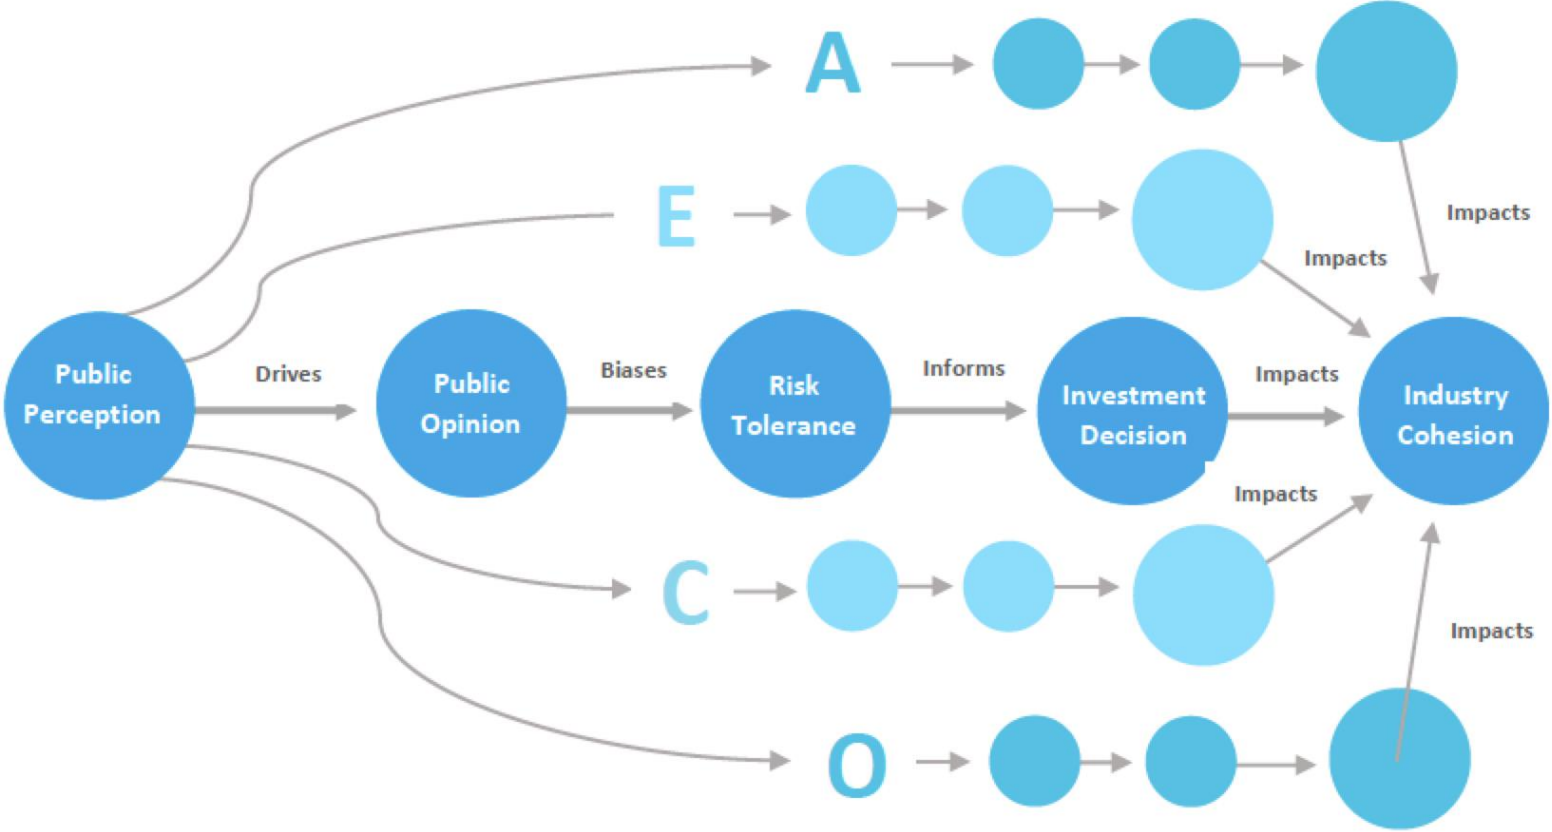 A
Impacts
E
Impacts
Public
Perception
Drives
Public
Opinion
Biases
Risk
Tolerance
Informs
Investment
Decision
Impacts
Industry
Cohesion
Impacts
C
Impacts
O